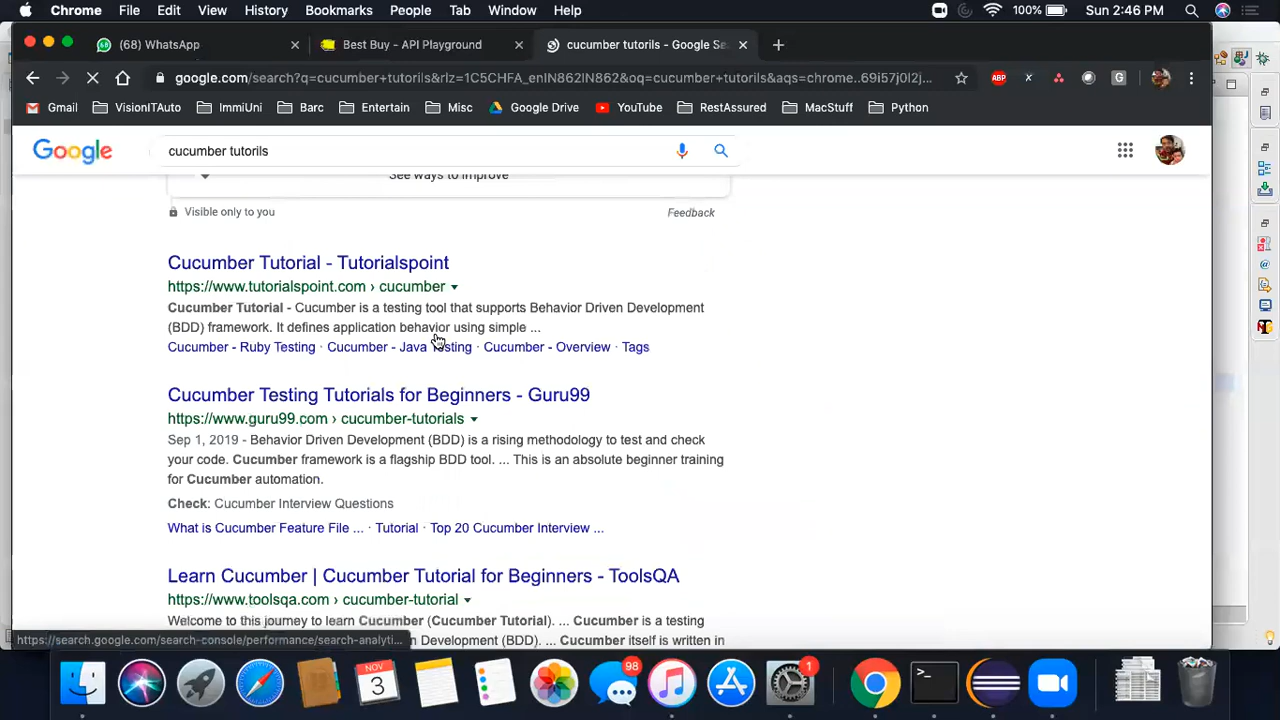 Chrome File Edit View History Bookmarks People Tab Window Help 100% Sun 2:46 PM
(68) WhatsApp Best Buy - API Playground cucumber tutorils - Google Se
google.com/search?q=cucumber+tutorils&rlz=1C5CHFA_enIN862IN862&oq=cucumber+tutorils&aqs=chrome..69i57j0l2j... ABP G
Gmail VisionITAuto ImmiUni Barc Entertain Misc Google Drive YouTube RestAssured MacStuff Python
Google cucumber tutorils
See ways to improve
Visible only to you Feedback
Cucumber Tutorial - Tutorialspoint
https://www.tutorialspoint.com › cucumber
Cucumber Tutorial - Cucumber is a testing tool that supports Behavior Driven Development
(BDD) framework. It defines application behavior using simple ...
Cucumber - Ruby Testing · Cucumber - Java Testing · Cucumber - Overview · Tags
Cucumber Testing Tutorials for Beginners - Guru99
https://www.guru99.com › cucumber-tutorials
Sep 1, 2019 - Behavior Driven Development (BDD) is a rising methodology to test and check
your code. Cucumber framework is a flagship BDD tool. ... This is an absolute beginner training
for Cucumber automation.
Check: Cucumber Interview Questions
What is Cucumber Feature File ... · Tutorial · Top 20 Cucumber Interview ...
Learn Cucumber | Cucumber Tutorial for Beginners - ToolsQA
https://www.toolsqa.com › cucumber-tutorial
Welcome to this journey to learn Cucumber (Cucumber Tutorial). ... Cucumber is a testing
https://search.google.com/search-console/performance/search-analyti... n Development (BDD). ... Cucumber itself is written in
NOV 3 98 1